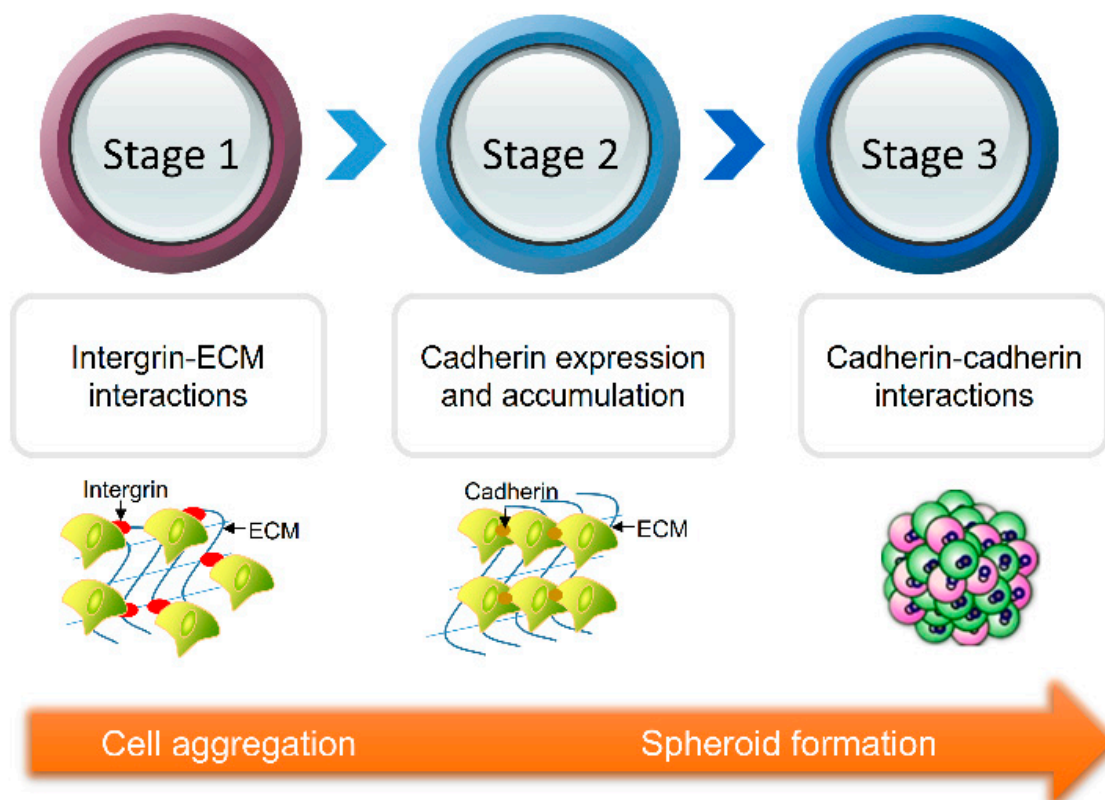 Stage 1
Stage 2
Stage 3
Intergrin-ECM
interactions
Cadherin expression
and accumulation
Cadherin-cadherin
interactions
Intergrin
ECM
Cadherin
ECM
Cell aggregation
Spheroid formation